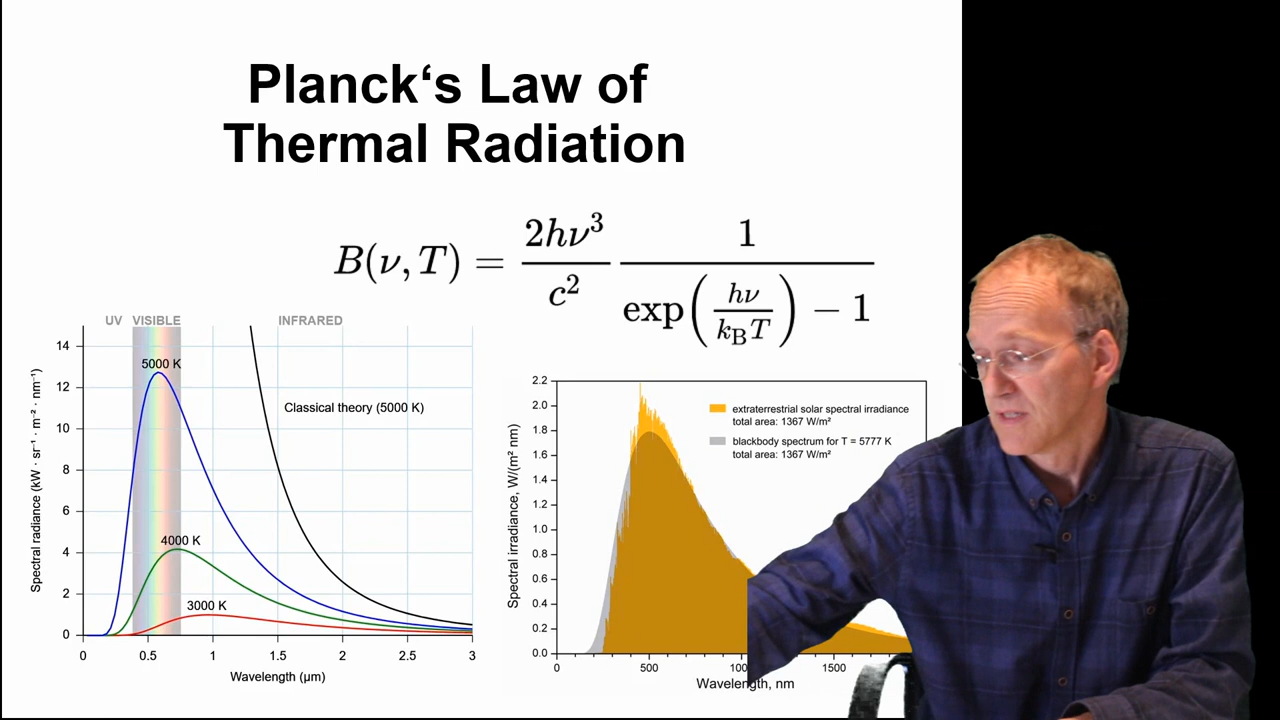 Planck‘s Law of
Thermal Radiation
B(ν, T) = 2hν³/c² 1/(exp(hν/k_BT) − 1)
UV VISIBLE INFRARED
14
12
10
8
6
4
2
0
Spectral radiance (kW · sr⁻¹ · m⁻² · nm⁻¹)
5000 K
4000 K
3000 K
Classical theory (5000 K)
0 0.5 1 1.5 2 2.5 3
Wavelength (μm)
2.2
2.0
1.8
1.6
1.4
1.2
1.0
0.8
0.6
0.4
0.2
0.0
Spectral irradiance, W/(m² nm)
extraterrestrial solar spectral irradiance
total area: 1367 W/m²
blackbody spectrum for T = 5777 K
total area: 1367 W/m²
0 500 1500
Wavelength, nm